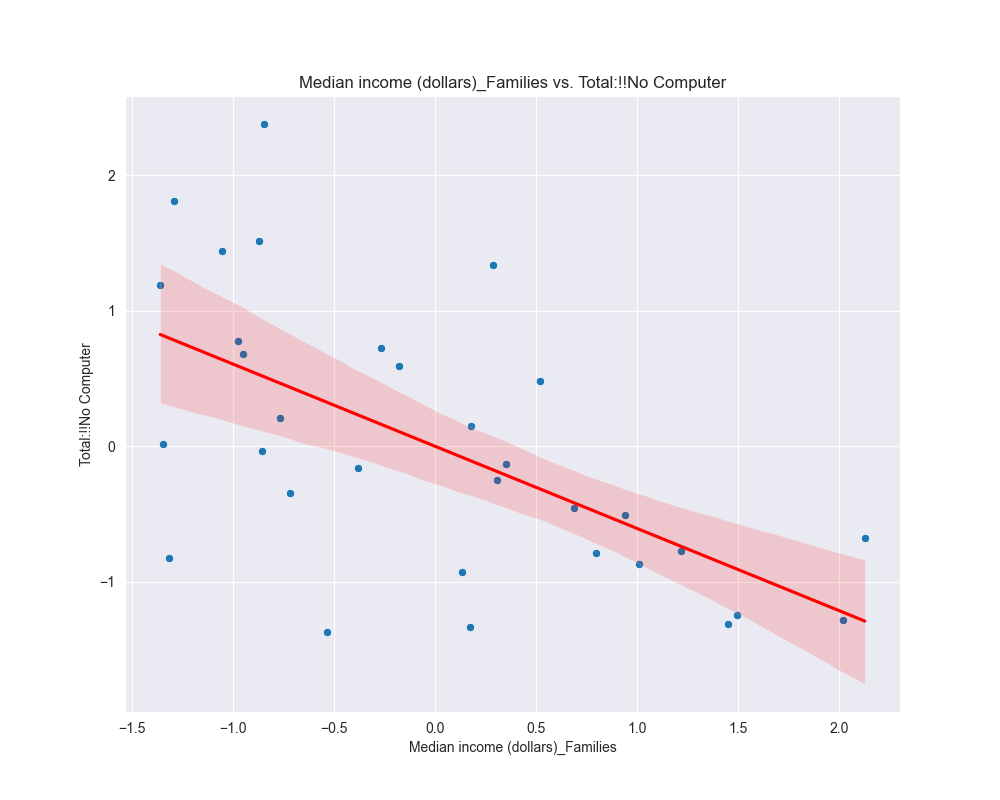 Median income (dollars)_Families vs. Total:!!No Computer
2
1
0
−1
Total:!!No Computer
−1.5 −1.0 −0.5 0.0 0.5 1.0 1.5 2.0
Median income (dollars)_Families